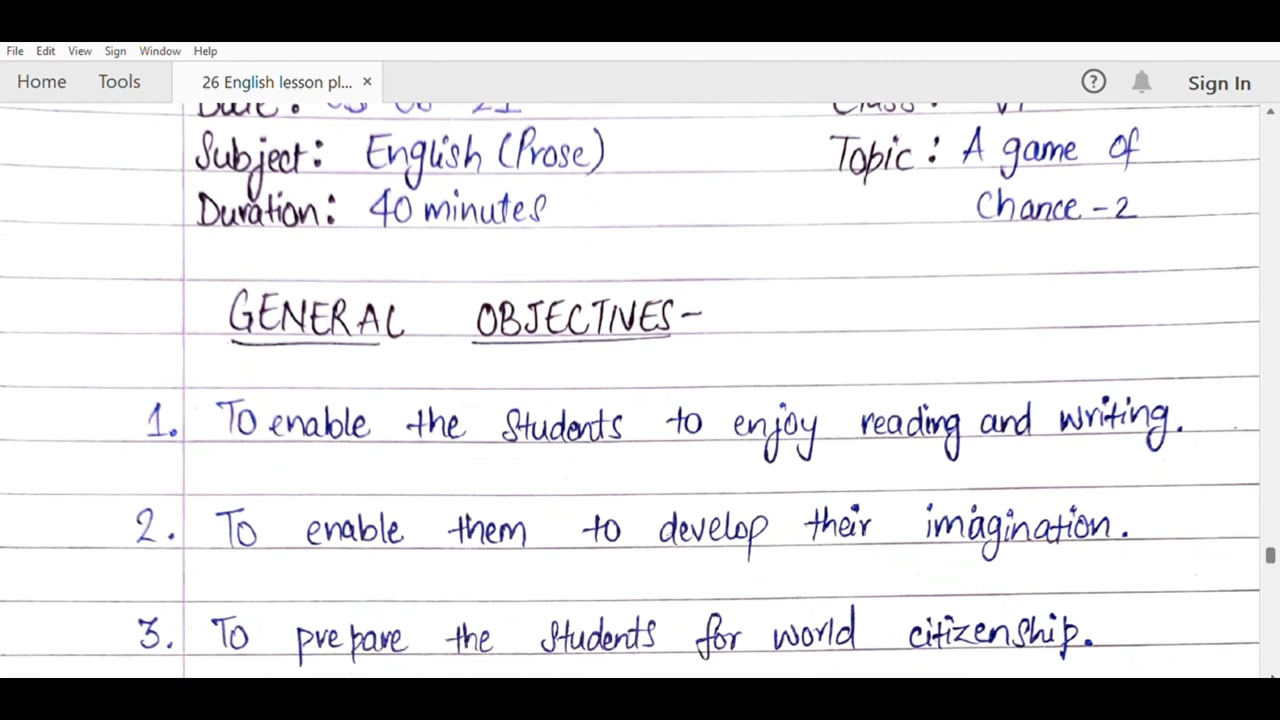 File Edit View Sign Window Help
Home Tools 26 English lesson pl... × Sign In
Subject: English (Prose) Topic: A game of
Duration: 40 minutes Chance-2
GENERAL OBJECTIVES-
1. To enable the students to enjoy reading and writing.
2. To enable them to develop their imagination.
3. To prepare the students for world citizenship.